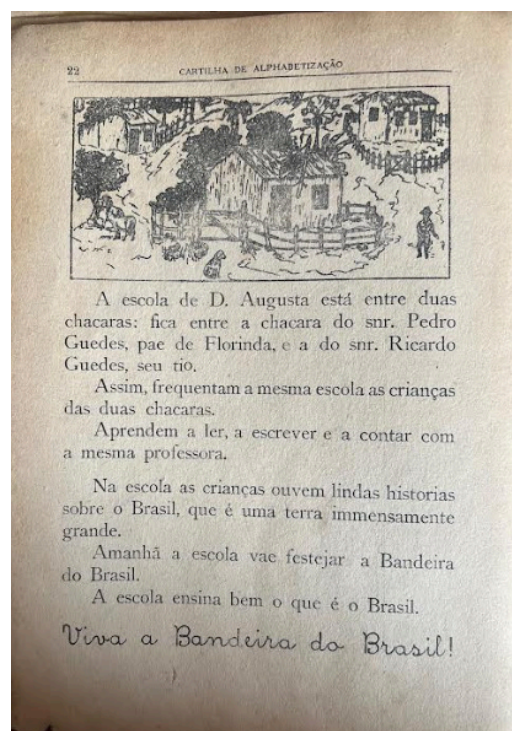 22
CARTILHA DE ALPHABETIZAÇÃO
A escola de D. Augusta está entre duas
chacaras: fica entre a chacara do snr. Pedro
Guedes, pae de Florinda, e a do snr. Ricardo
Guedes, seu tio.
Assim, frequentam a mesma escola as crianças
das duas chacaras.
Aprendem a ler, a escrever e a contar com
a mesma professora.
Na escola as crianças ouvem lindas historias
sobre o Brasil, que é uma terra immensamente
grande.
Amanhã a escola vae festejar a Bandeira
do Brasil.
A escola ensina bem o que é o Brasil.
Viva a Bandeira do Brasil!